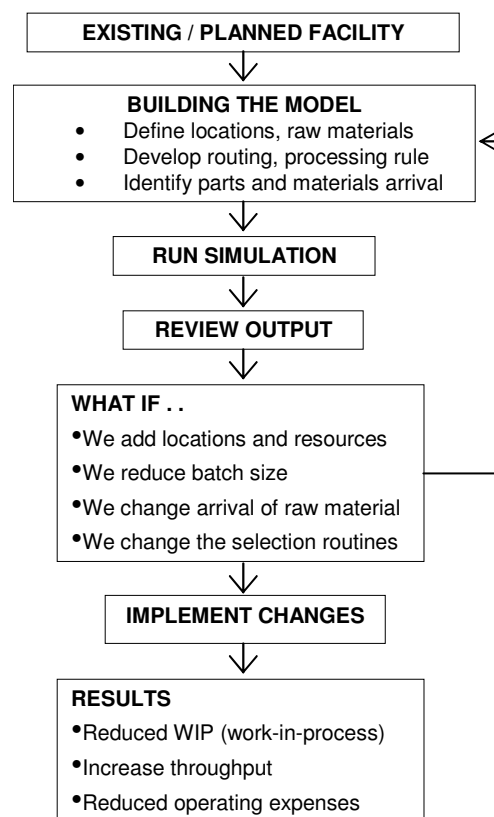 EXISTING / PLANNED FACILITY
BUILDING THE MODEL
• Define locations, raw materials
• Develop routing, processing rule
• Identify parts and materials arrival
RUN SIMULATION
REVIEW OUTPUT
WHAT IF . .
•We add locations and resources
•We reduce batch size
•We change arrival of raw material
•We change the selection routines
IMPLEMENT CHANGES
RESULTS
•Reduced WIP (work-in-process)
•Increase throughput
•Reduced operating expenses